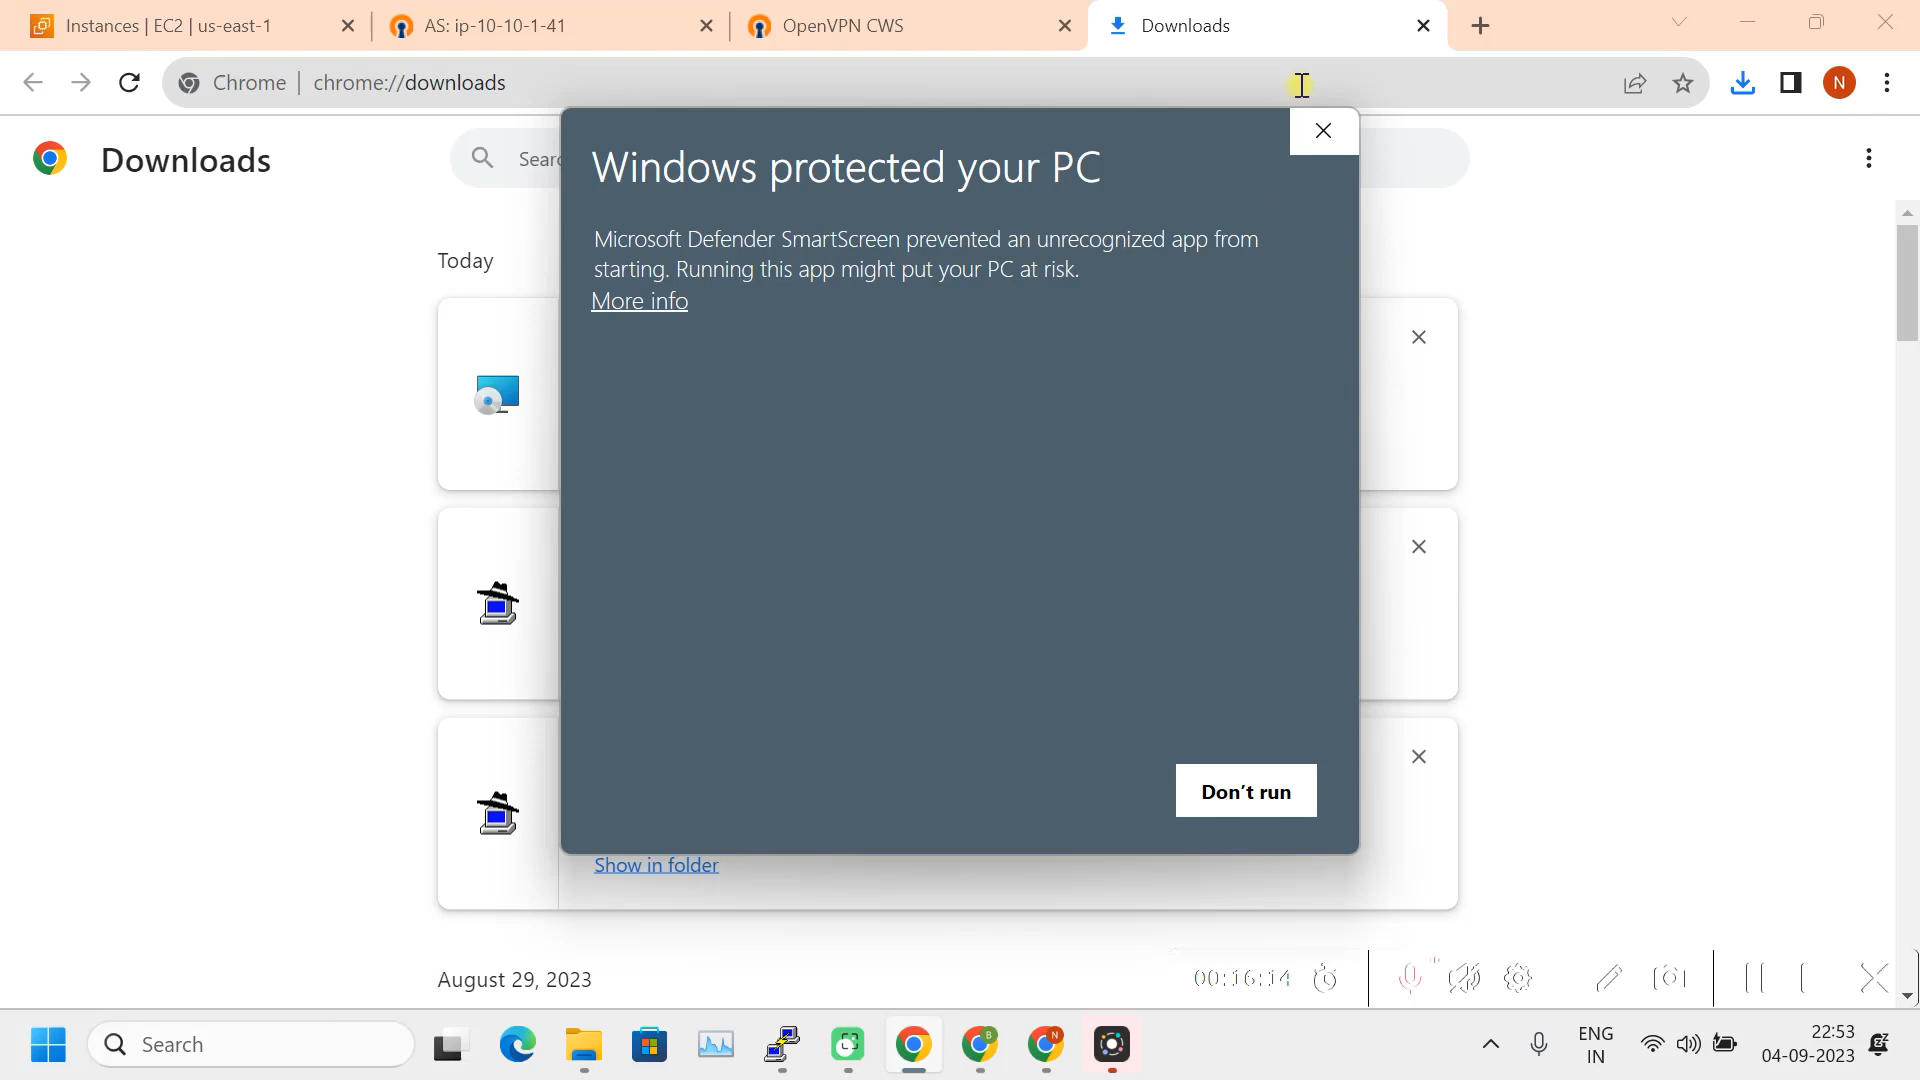 Instances | EC2 | us-east-1
AS: ip-10-10-1-41
OpenVPN CWS
Downloads
Chrome
chrome://downloads
N
Downloads
Windows protected your PC
Microsoft Defender SmartScreen prevented an unrecognized app from
starting. Running this app might put your PC at risk.
More info
Today
Don't run
Show in folder
August 29, 2023
00:16:14
Search
B
N
ENG
IN
22:53
04-09-2023